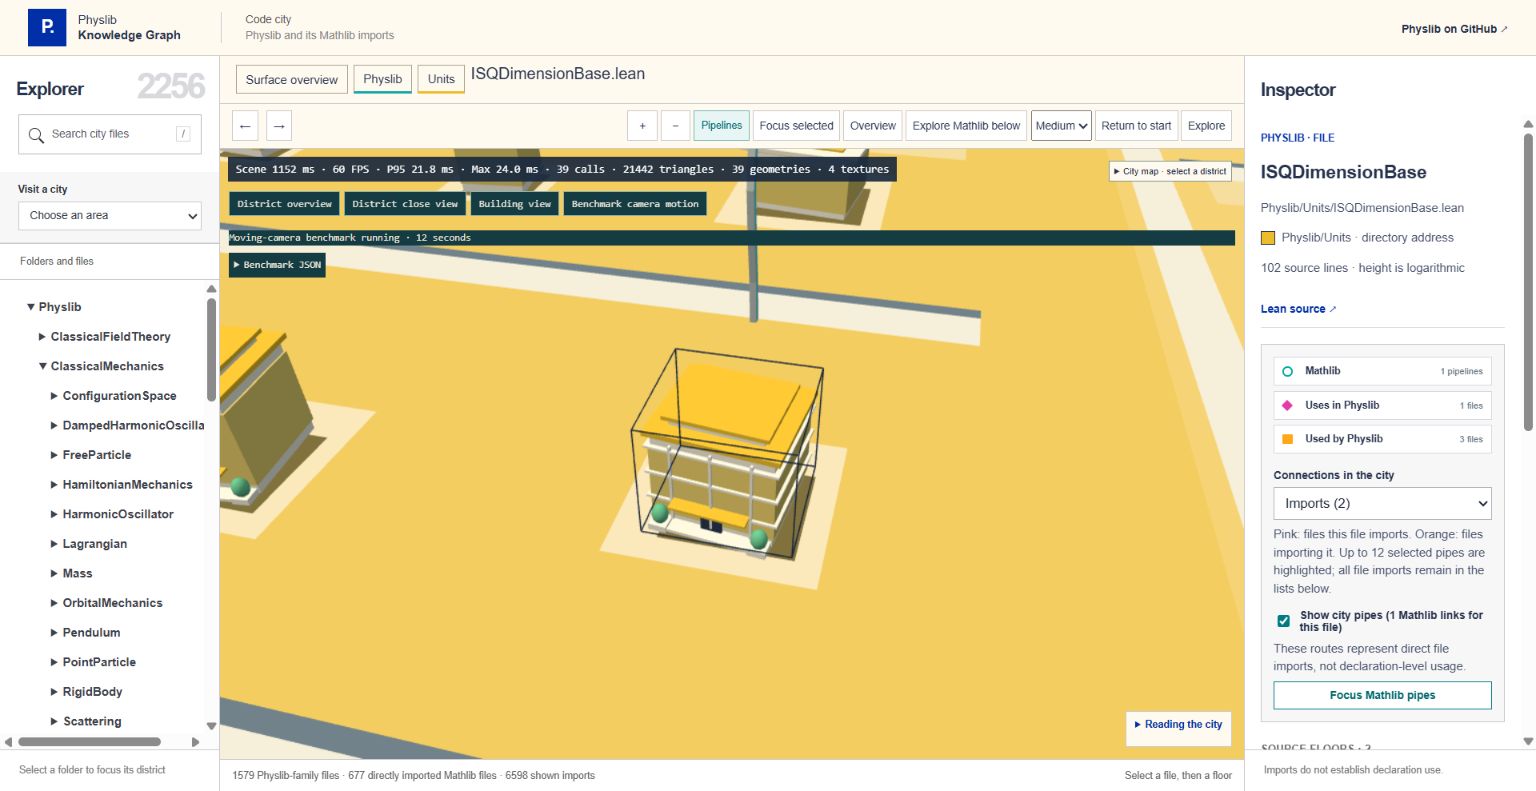 P.
Physlib
Knowledge Graph
Code city
Physlib and its Mathlib imports
Physlib on GitHub ↗
Explorer
2256
Search city files
/
Visit a city
Choose an area
Folders and files
▼ Physlib
▶ ClassicalFieldTheory
▼ ClassicalMechanics
▶ ConfigurationSpace
▶ DampedHarmonicOscilla
▶ FreeParticle
▶ HamiltonianMechanics
▶ HarmonicOscillator
▶ Lagrangian
▶ Mass
▶ OrbitalMechanics
▶ Pendulum
▶ PointParticle
▶ RigidBody
▶ Scattering
Select a folder to focus its district
Surface overview
Physlib
Units
ISQDimensionBase.lean
←
→
+
−
Pipelines
Focus selected
Overview
Explore Mathlib below
Medium
Return to start
Explore
Scene 1152 ms · 60 FPS · P95 21.8 ms · Max 24.0 ms · 39 calls · 21442 triangles · 39 geometries · 4 textures
▶ City map · select a district
District overview
District close view
Building view
Benchmark camera motion
Moving-camera benchmark running · 12 seconds
▶ Benchmark JSON
▶ Reading the city
1579 Physlib-family files · 677 directly imported Mathlib files · 6598 shown imports
Select a file, then a floor
Inspector
PHYSLIB · FILE
ISQDimensionBase
Physlib/Units/ISQDimensionBase.lean
Physlib/Units · directory address
102 source lines · height is logarithmic
Lean source ↗
Mathlib
1 pipelines
Uses in Physlib
1 files
Used by Physlib
3 files
Connections in the city
Imports (2)
Pink: files this file imports. Orange: files
importing it. Up to 12 selected pipes are
highlighted; all file imports remain in the
lists below.
Show city pipes (1 Mathlib links for
this file)
These routes represent direct file
imports, not declaration-level usage.
Focus Mathlib pipes
SOURCE FLOORS · 2
Imports do not establish declaration use.